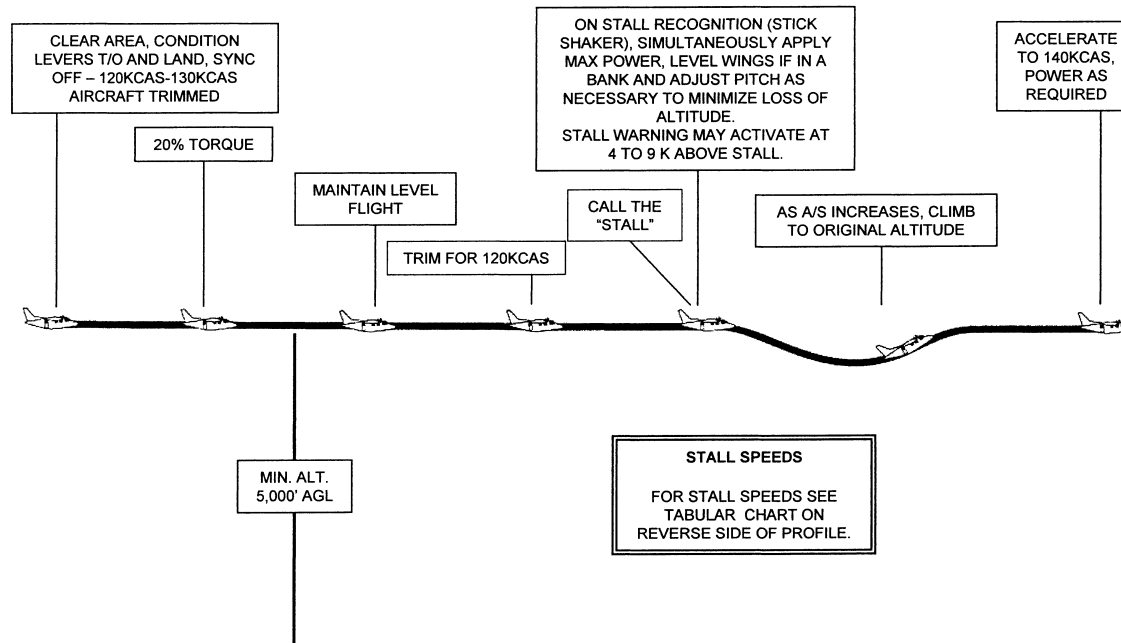 CLEAR AREA, CONDITION
LEVERS T/O AND LAND, SYNC
OFF – 120KCAS-130KCAS
AIRCRAFT TRIMMED
20% TORQUE
MAINTAIN LEVEL
FLIGHT
TRIM FOR 120KCAS
CALL THE
“STALL”
ON STALL RECOGNITION (STICK
SHAKER), SIMULTANEOUSLY APPLY
MAX POWER, LEVEL WINGS IF IN A
BANK AND ADJUST PITCH AS
NECESSARY TO MINIMIZE LOSS OF
ALTITUDE.
STALL WARNING MAY ACTIVATE AT
4 TO 9 K ABOVE STALL.
AS A/S INCREASES, CLIMB
TO ORIGINAL ALTITUDE
ACCELERATE
TO 140KCAS,
POWER AS
REQUIRED
MIN. ALT.
5,000’ AGL
STALL SPEEDS
FOR STALL SPEEDS SEE
TABULAR CHART ON
REVERSE SIDE OF PROFILE.